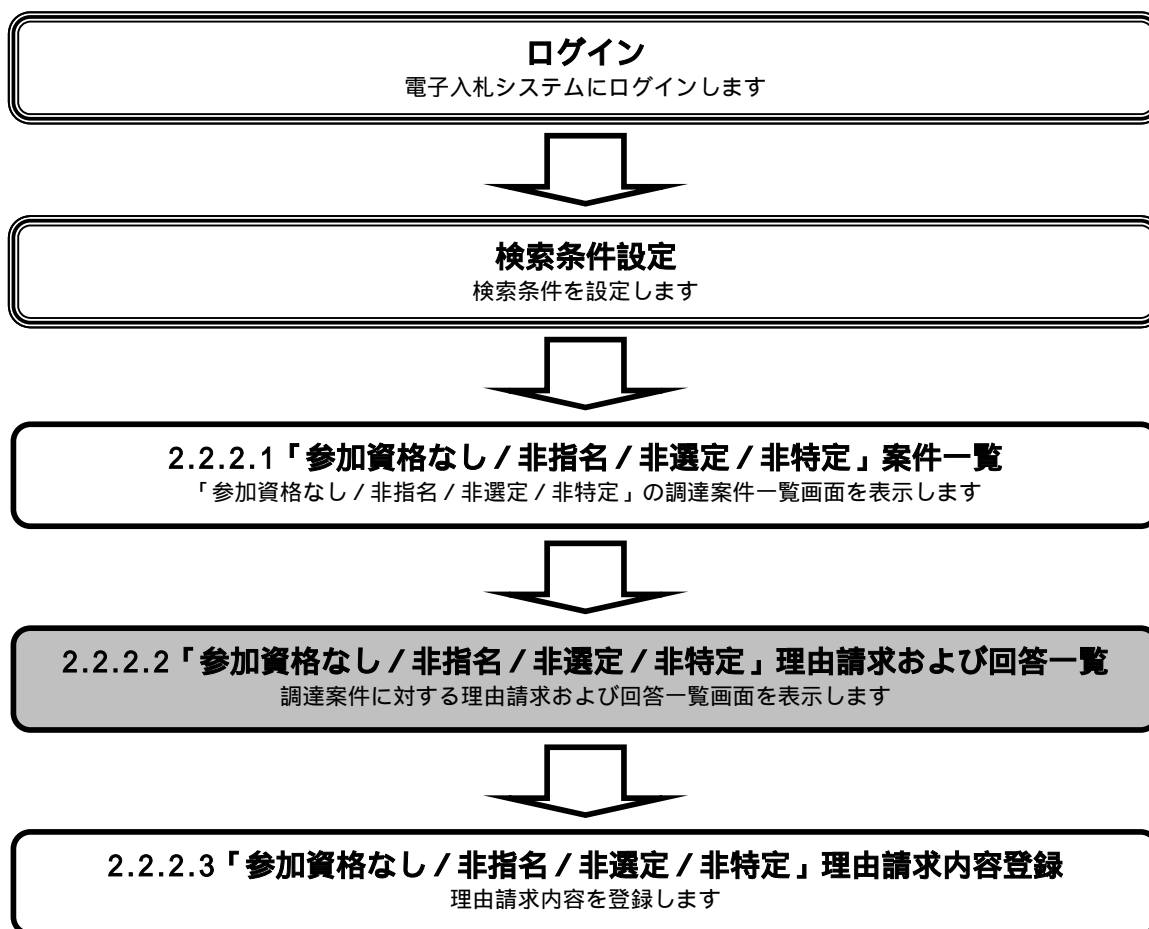 ログイン
電子入札システムにログインします
検索条件設定
検索条件を設定します
2.2.2.1「参加資格なし/非指名/非選定/非特定」案件一覧
「参加資格なし/非指名/非選定/非特定」の調達案件一覧画面を表示します
2.2.2.2「参加資格なし/非指名/非選定/非特定」理由請求および回答一覧
調達案件に対する理由請求および回答一覧画面を表示します
2.2.2.3「参加資格なし/非指名/非選定/非特定」理由請求内容登録
理由請求内容を登録します